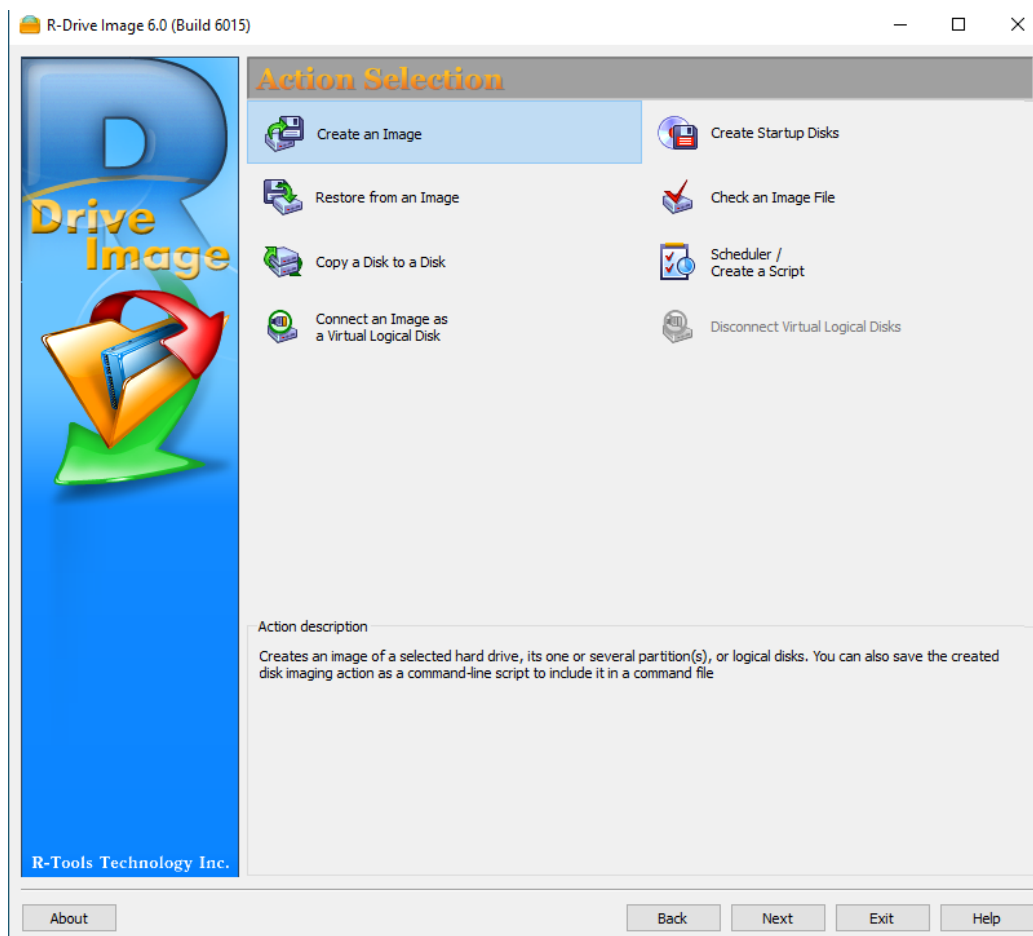 R-Drive Image 6.0 (Build 6015)
R
Drive
Image
R-Tools Technology Inc.
Action Selection
Create an Image
Create Startup Disks
Restore from an Image
Check an Image File
Copy a Disk to a Disk
Scheduler /
Create a Script
Connect an Image as
a Virtual Logical Disk
Disconnect Virtual Logical Disks
Action description
Creates an image of a selected hard drive, its one or several partition(s), or logical disks. You can also save the created
disk imaging action as a command-line script to include it in a command file
About
Back
Next
Exit
Help